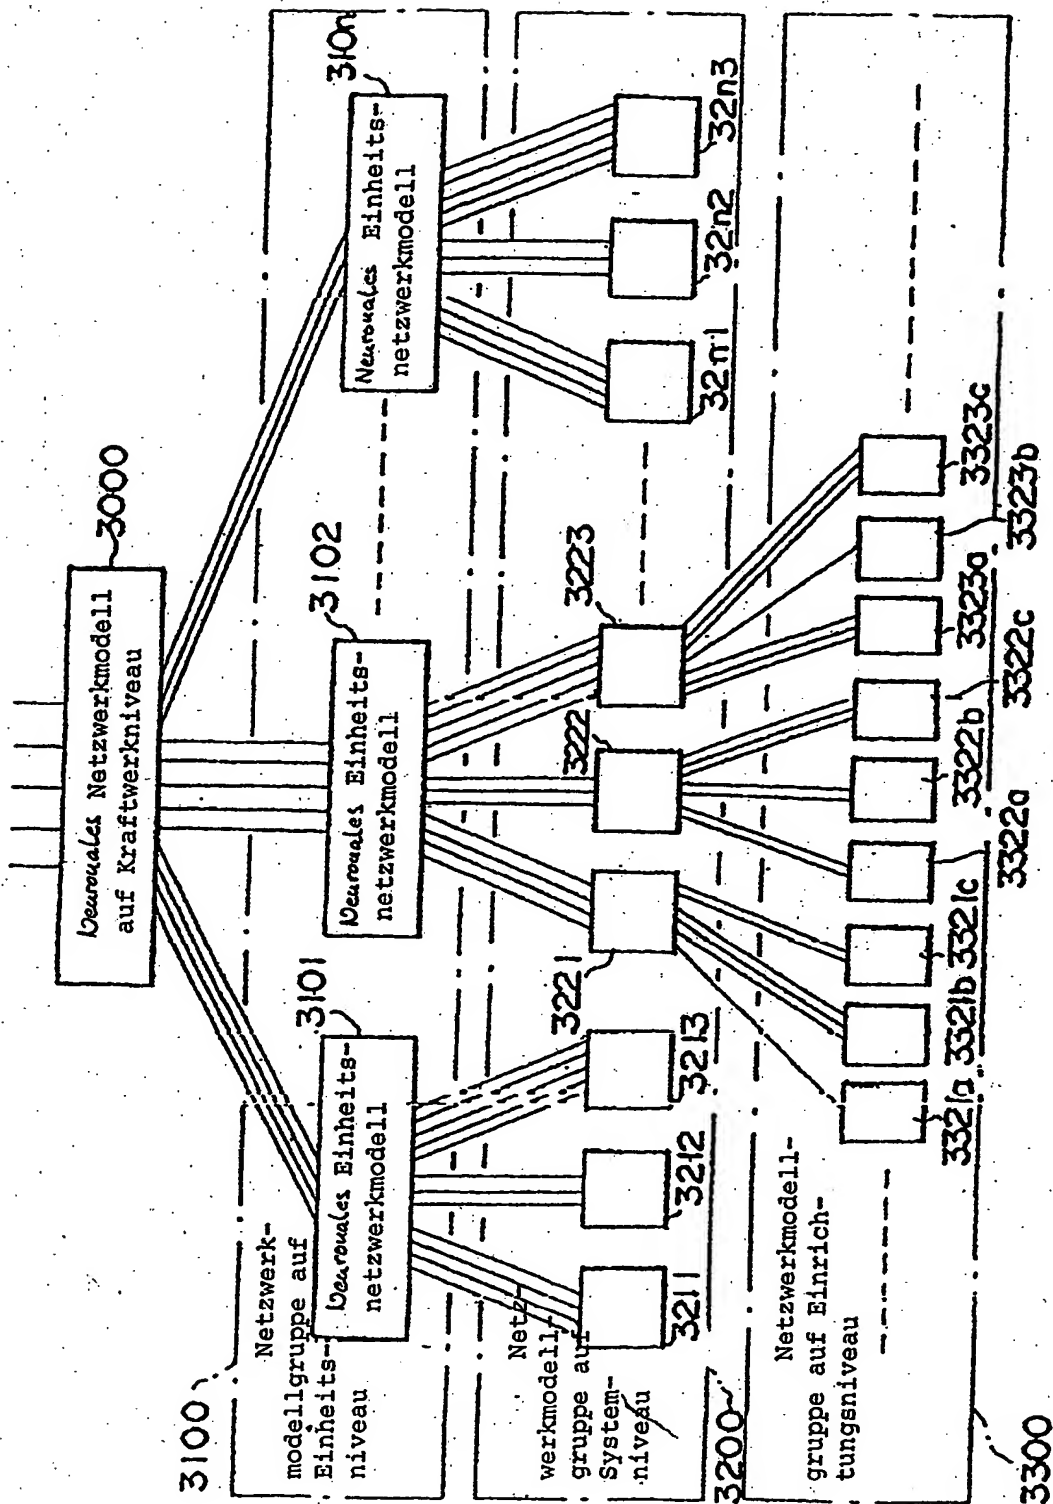 3000
Neuronales Netzwerkmodell
auf Kraftwerkniveau
3100
Netzwerk-
modellgruppe auf
Einheits-
niveau
3101
Neuronales Einheits-
netzwerkmodell
3102
Neuronales Einheits-
netzwerkmodell
310n
Neuronales Einheits-
netzwerkmodell
3200
Netz-
werkmodell-
gruppe auf
System-
niveau
3211
3212
3213
3221
3222
3223
32n1
32n2
32n3
3300
Netzwerkmodell-
gruppe auf Einrich-
tungsniveau
3321a
3321b
3321c
3322a
3322b
3322c
3323a
3323b
3323c